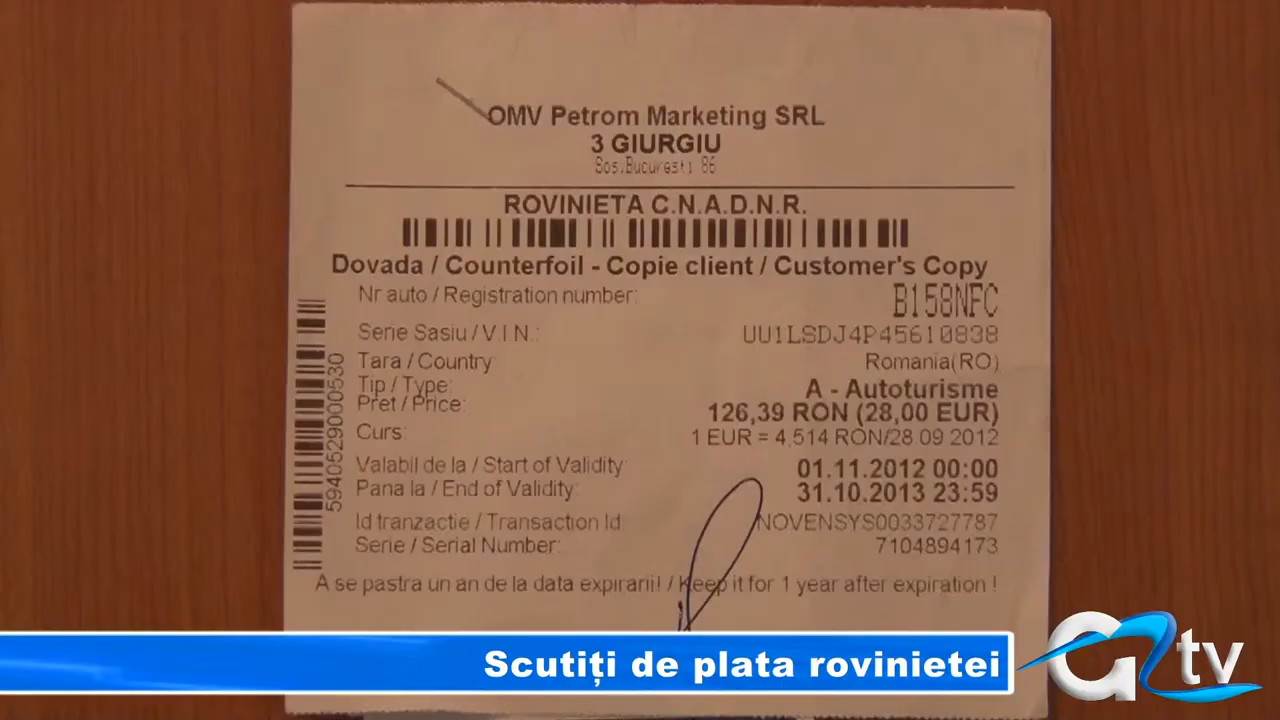 OMV Petrom Marketing SRL
3 GIURGIU
Sos.Bucuresti 86
ROVINIETA C.N.A.D.N.R.
Dovada / Counterfoil - Copie client / Customer's Copy
Nr auto / Registration number: B158NFC
Serie Sasiu / V.I.N.: UU1LSDJ4P45610838
Tara / Country Romania(RO)
Tip / Type: A - Autoturisme
Pret / Price: 126,39 RON (28,00 EUR)
Curs: 1 EUR = 4,514 RON/28 09 2012
Valabil de la / Start of Validity 01.11.2012 00:00
Pana la / End of Validity: 31.10.2013 23:59
Id tranzactie / Transaction Id: NOVENSYS0033727787
Serie / Serial Number: 7104894173
A se pastra un an de la data expirarii! / Keep it for 1 year after expiration !
5940529000530
Scutiți de plata rovinietei
G2tv